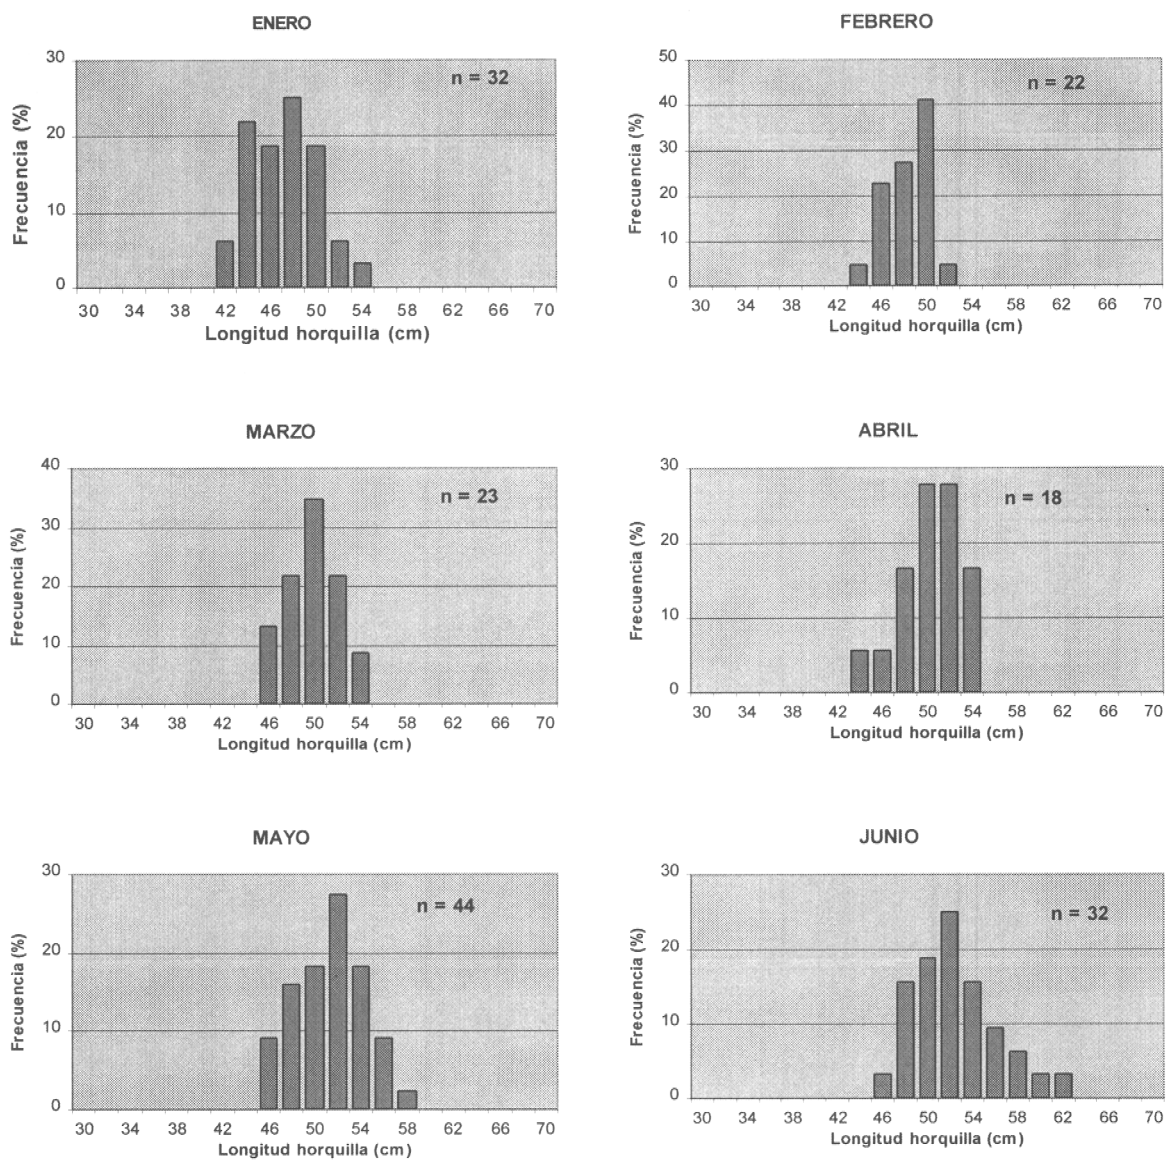 ENERO
n = 32
Frecuencia (%)
30
20
10
0
30 34 38 42 46 50 54 58 62 66 70
Longitud horquilla (cm)
FEBRERO
n = 22
Frecuencia (%)
50
40
30
20
10
0
30 34 38 42 46 50 54 58 62 66 70
Longitud horquilla (cm)
MARZO
n = 23
Frecuencia (%)
40
30
20
10
0
30 34 38 42 46 50 54 58 62 66 70
Longitud horquilla (cm)
ABRIL
n = 18
Frecuencia (%)
30
20
10
0
30 34 38 42 46 50 54 58 62 66 70
Longitud horquilla (cm)
MAYO
n = 44
Frecuencia (%)
30
20
10
0
30 34 38 42 46 50 54 58 62 66 70
Longitud horquilla (cm)
JUNIO
n = 32
Frecuencia (%)
30
20
10
0
30 34 38 42 46 50 54 58 62 66 70
Longitud horquilla (cm)